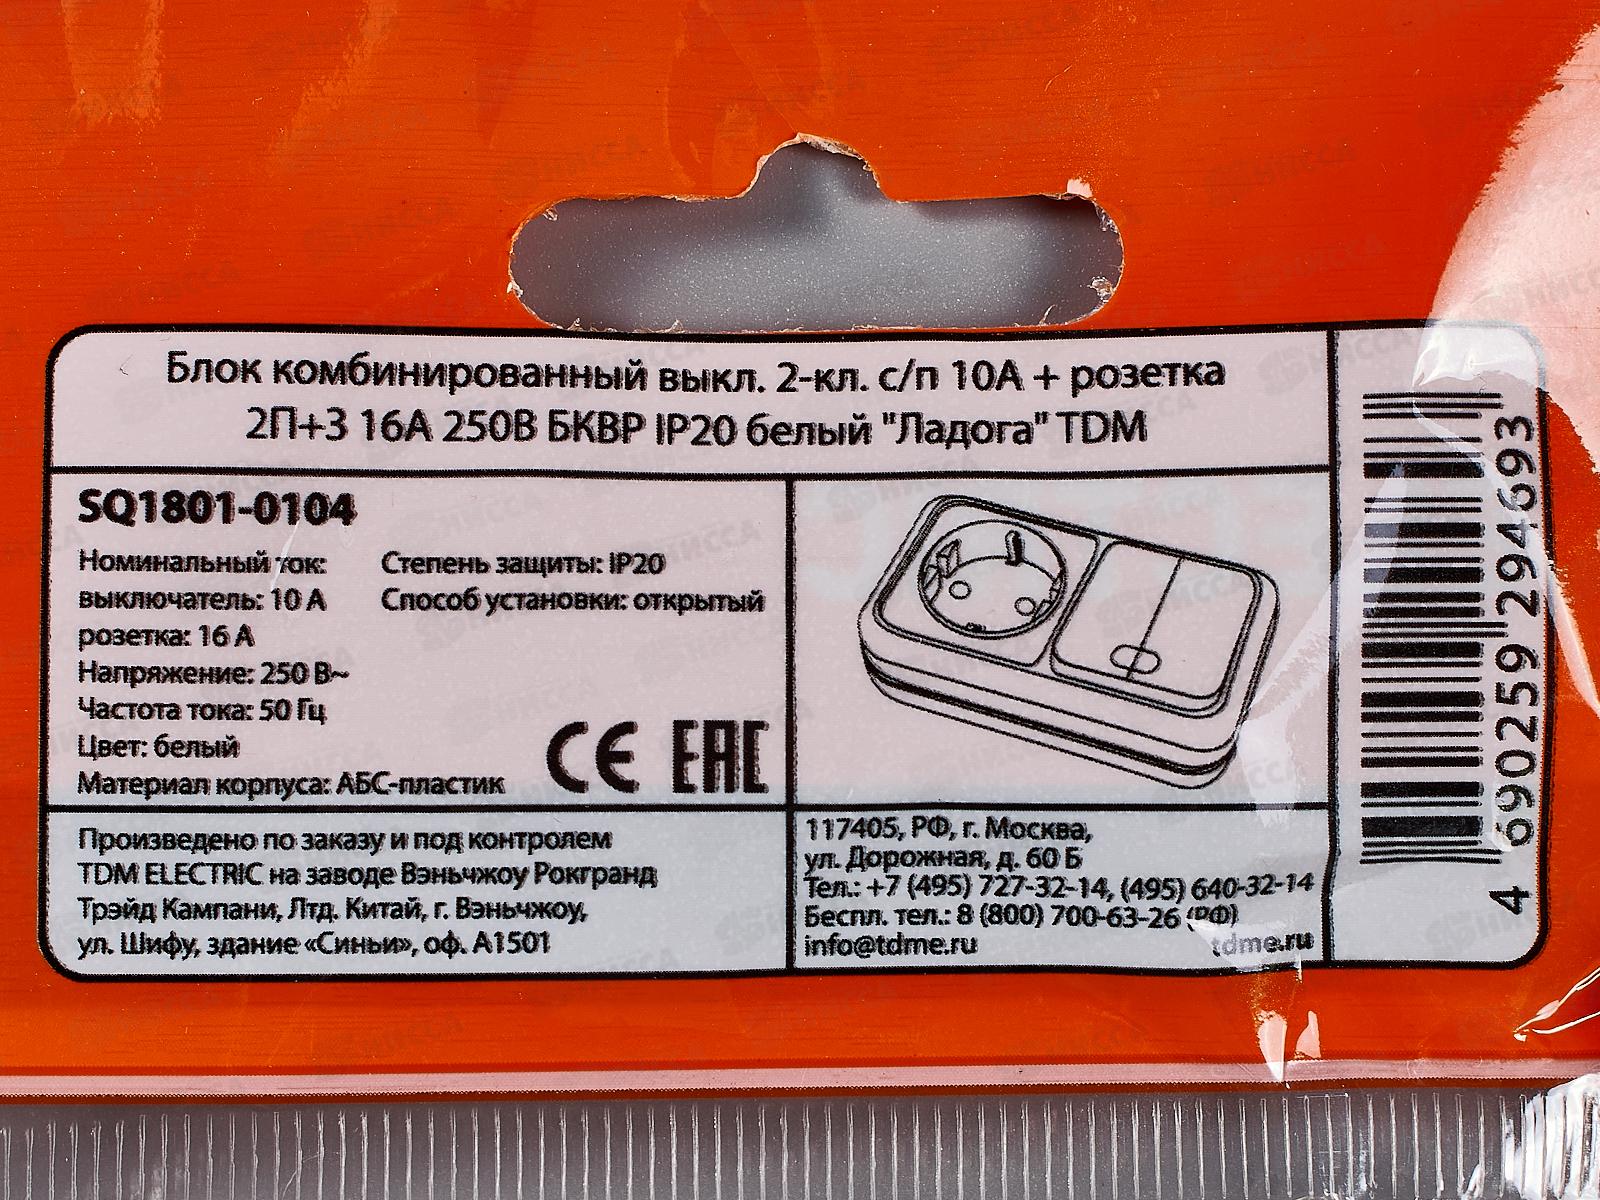 Блок комбинированный выкл. 2-кл. с/п 10А + розетка
2П+З 16А 250В БКВР IP20 белый "Ладога" TDM
SQ1801-0104
Номинальный ток:
выключатель: 10 А
розетка: 16 А
Напряжение: 250 В~
Частота тока: 50 Гц
Цвет: белый
Материал корпуса: АБС-пластик
Степень защиты: IP20
Способ установки: открытый
CE EAC
Произведено по заказу и под контролем
TDM ELECTRIC на заводе Вэньчжоу Рокгранд
Трэйд Кампани, Лтд. Китай, г. Вэньчжоу,
ул. Шифу, здание «Синьи», оф. А1501
117405, РФ, г. Москва,
ул. Дорожная, д. 60 Б
Тел.: +7 (495) 727-32-14, (495) 640-32-14
Беспл. тел.: 8 (800) 700-63-26 (РФ)
info@tdme.ru tdme.ru
4 690259 294693
НИССА